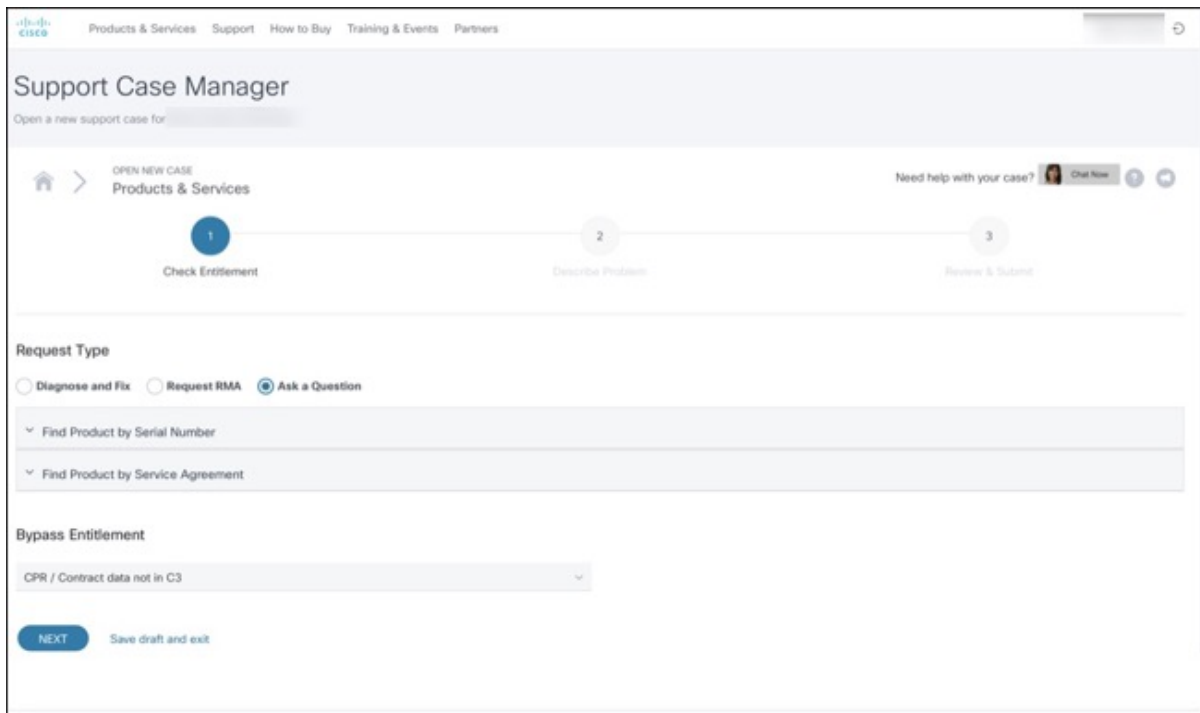 CISCO
Products & Services Support How to Buy Training & Events Partners
Support Case Manager
Open a new support case for
OPEN NEW CASE
Products & Services
Need help with your case? Chat Now ?
1
2
3
Check Entitlement
Describe Problem
Review & Submit
Request Type
Diagnose and Fix Request RMA Ask a Question
Find Product by Serial Number
Find Product by Service Agreement
Bypass Entitlement
CPR / Contract data not in C3
NEXT Save draft and exit